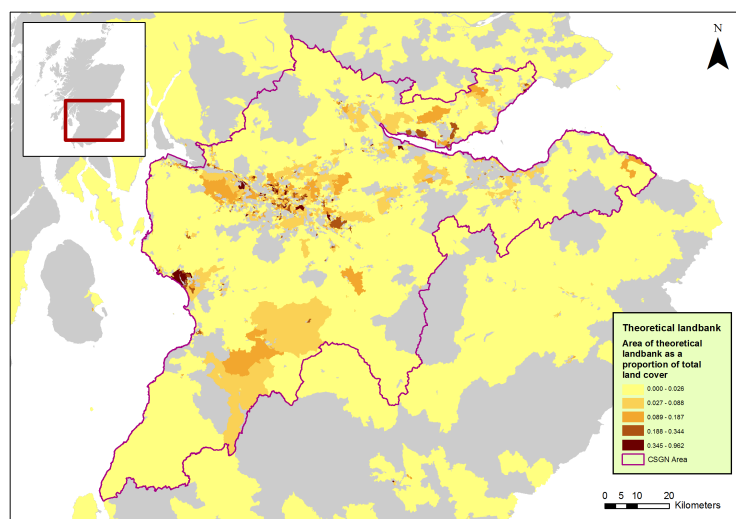 N
Theoretical landbank
Area of theoretical
landbank as a
proportion of total
land cover
0.000 - 0.026
0.027 - 0.088
0.089 - 0.187
0.188 - 0.344
0.345 - 0.962
CSGN Area
0 5 10 20
Kilometers